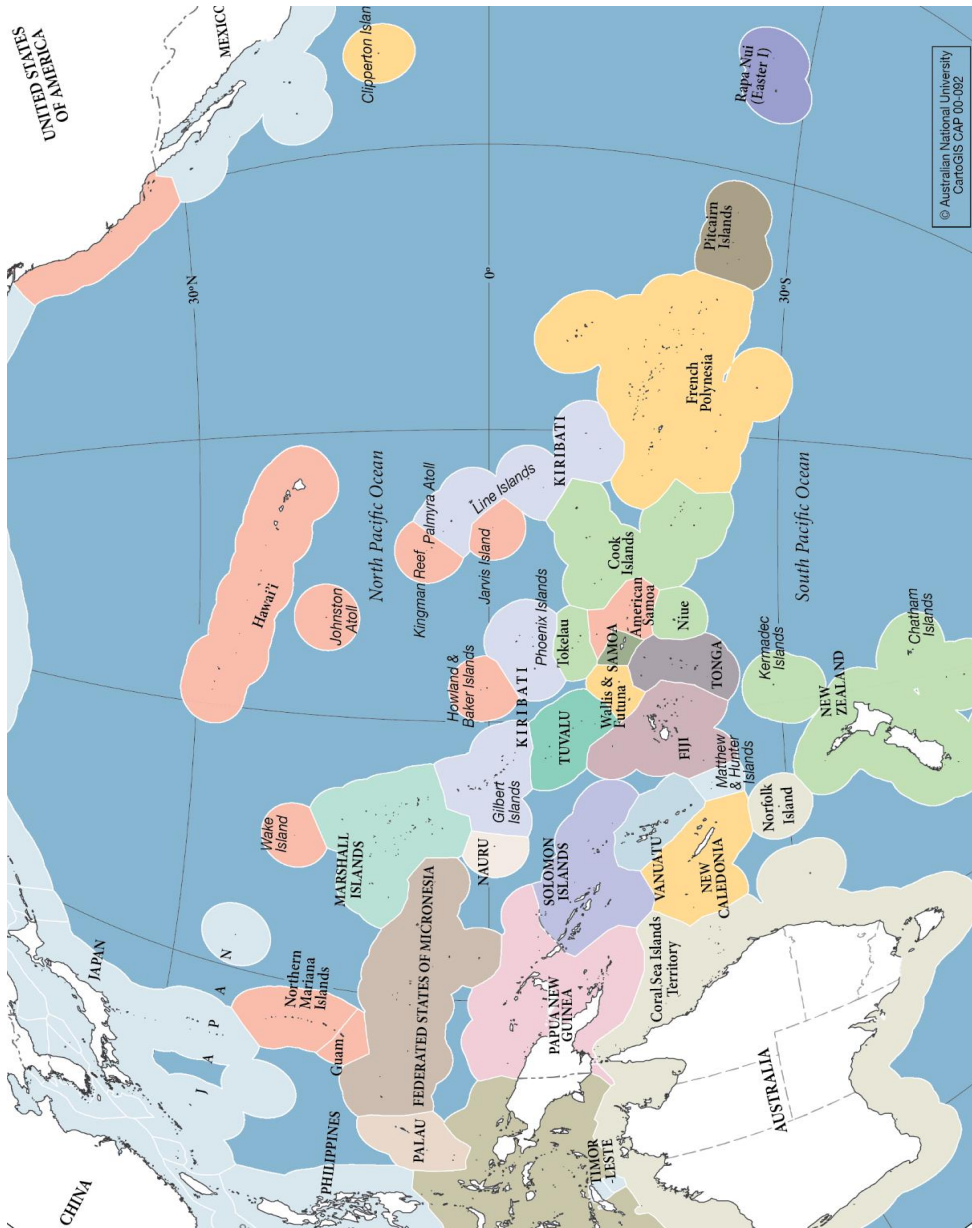 CHINA
UNITED STATES
OF AMERICA
JAPAN
J A P A N
MEXICO
30°N
Hawai'i
Wake
Island
Northern
Mariana
Islands
Guam
Johnston
Atoll
PHILIPPINES
MARSHALL
ISLANDS
Clipperton Islan
North Pacific Ocean
PALAU
FEDERATED STATES OF MICRONESIA
Kingman Reef
Palmyra Atoll
Howland &
Baker Islands
Jarvis Island
0°
NAURU
Gilbert
Islands
KIRIBATI
Phoenix Islands
Line Islands
KIRIBATI
PAPUA NEW
GUINEA
SOLOMON
ISLANDS
TUVALU
Tokelau
TIMOR
-LESTE
Wallis &
Futuna
SAMOA
American
Samoa
Cook
Islands
Coral Sea Islands
Territory
VANUATU
FIJI
Niue
French
Polynesia
NEW
CALEDONIA
Matthew
& Hunter
Islands
TONGA
Pitcairn
Islands
Rapa Nui
(Easter I)
AUSTRALIA
Norfolk
Island
Kermadec
Islands
30°S
South Pacific Ocean
NEW
ZEALAND
Chatham
Islands
© Australian National University
CartoGIS CAP 00-092